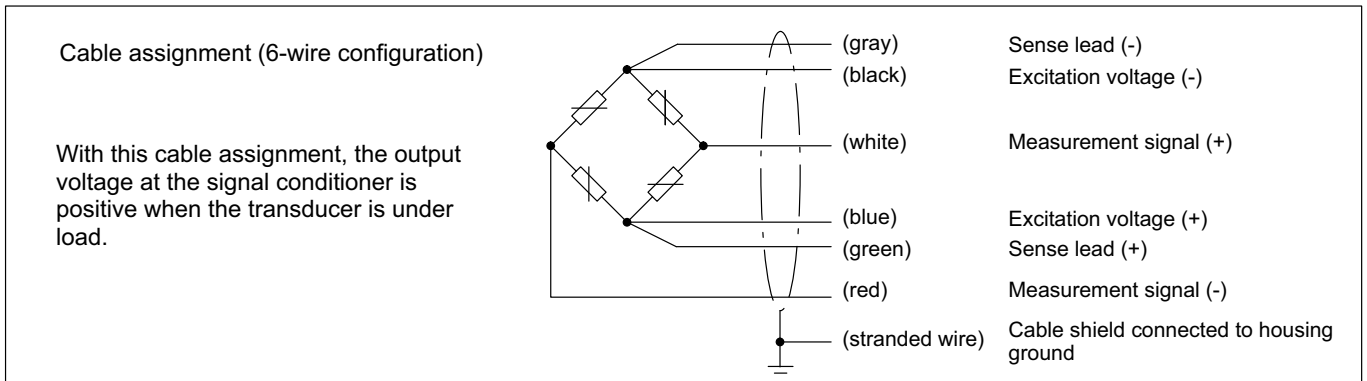 Cable assignment (6-wire configuration)
With this cable assignment, the output
voltage at the signal conditioner is
positive when the transducer is under
load.
(gray) Sense lead (-)
(black) Excitation voltage (-)
(white) Measurement signal (+)
(blue) Excitation voltage (+)
(green) Sense lead (+)
(red) Measurement signal (-)
(stranded wire) Cable shield connected to housing
ground